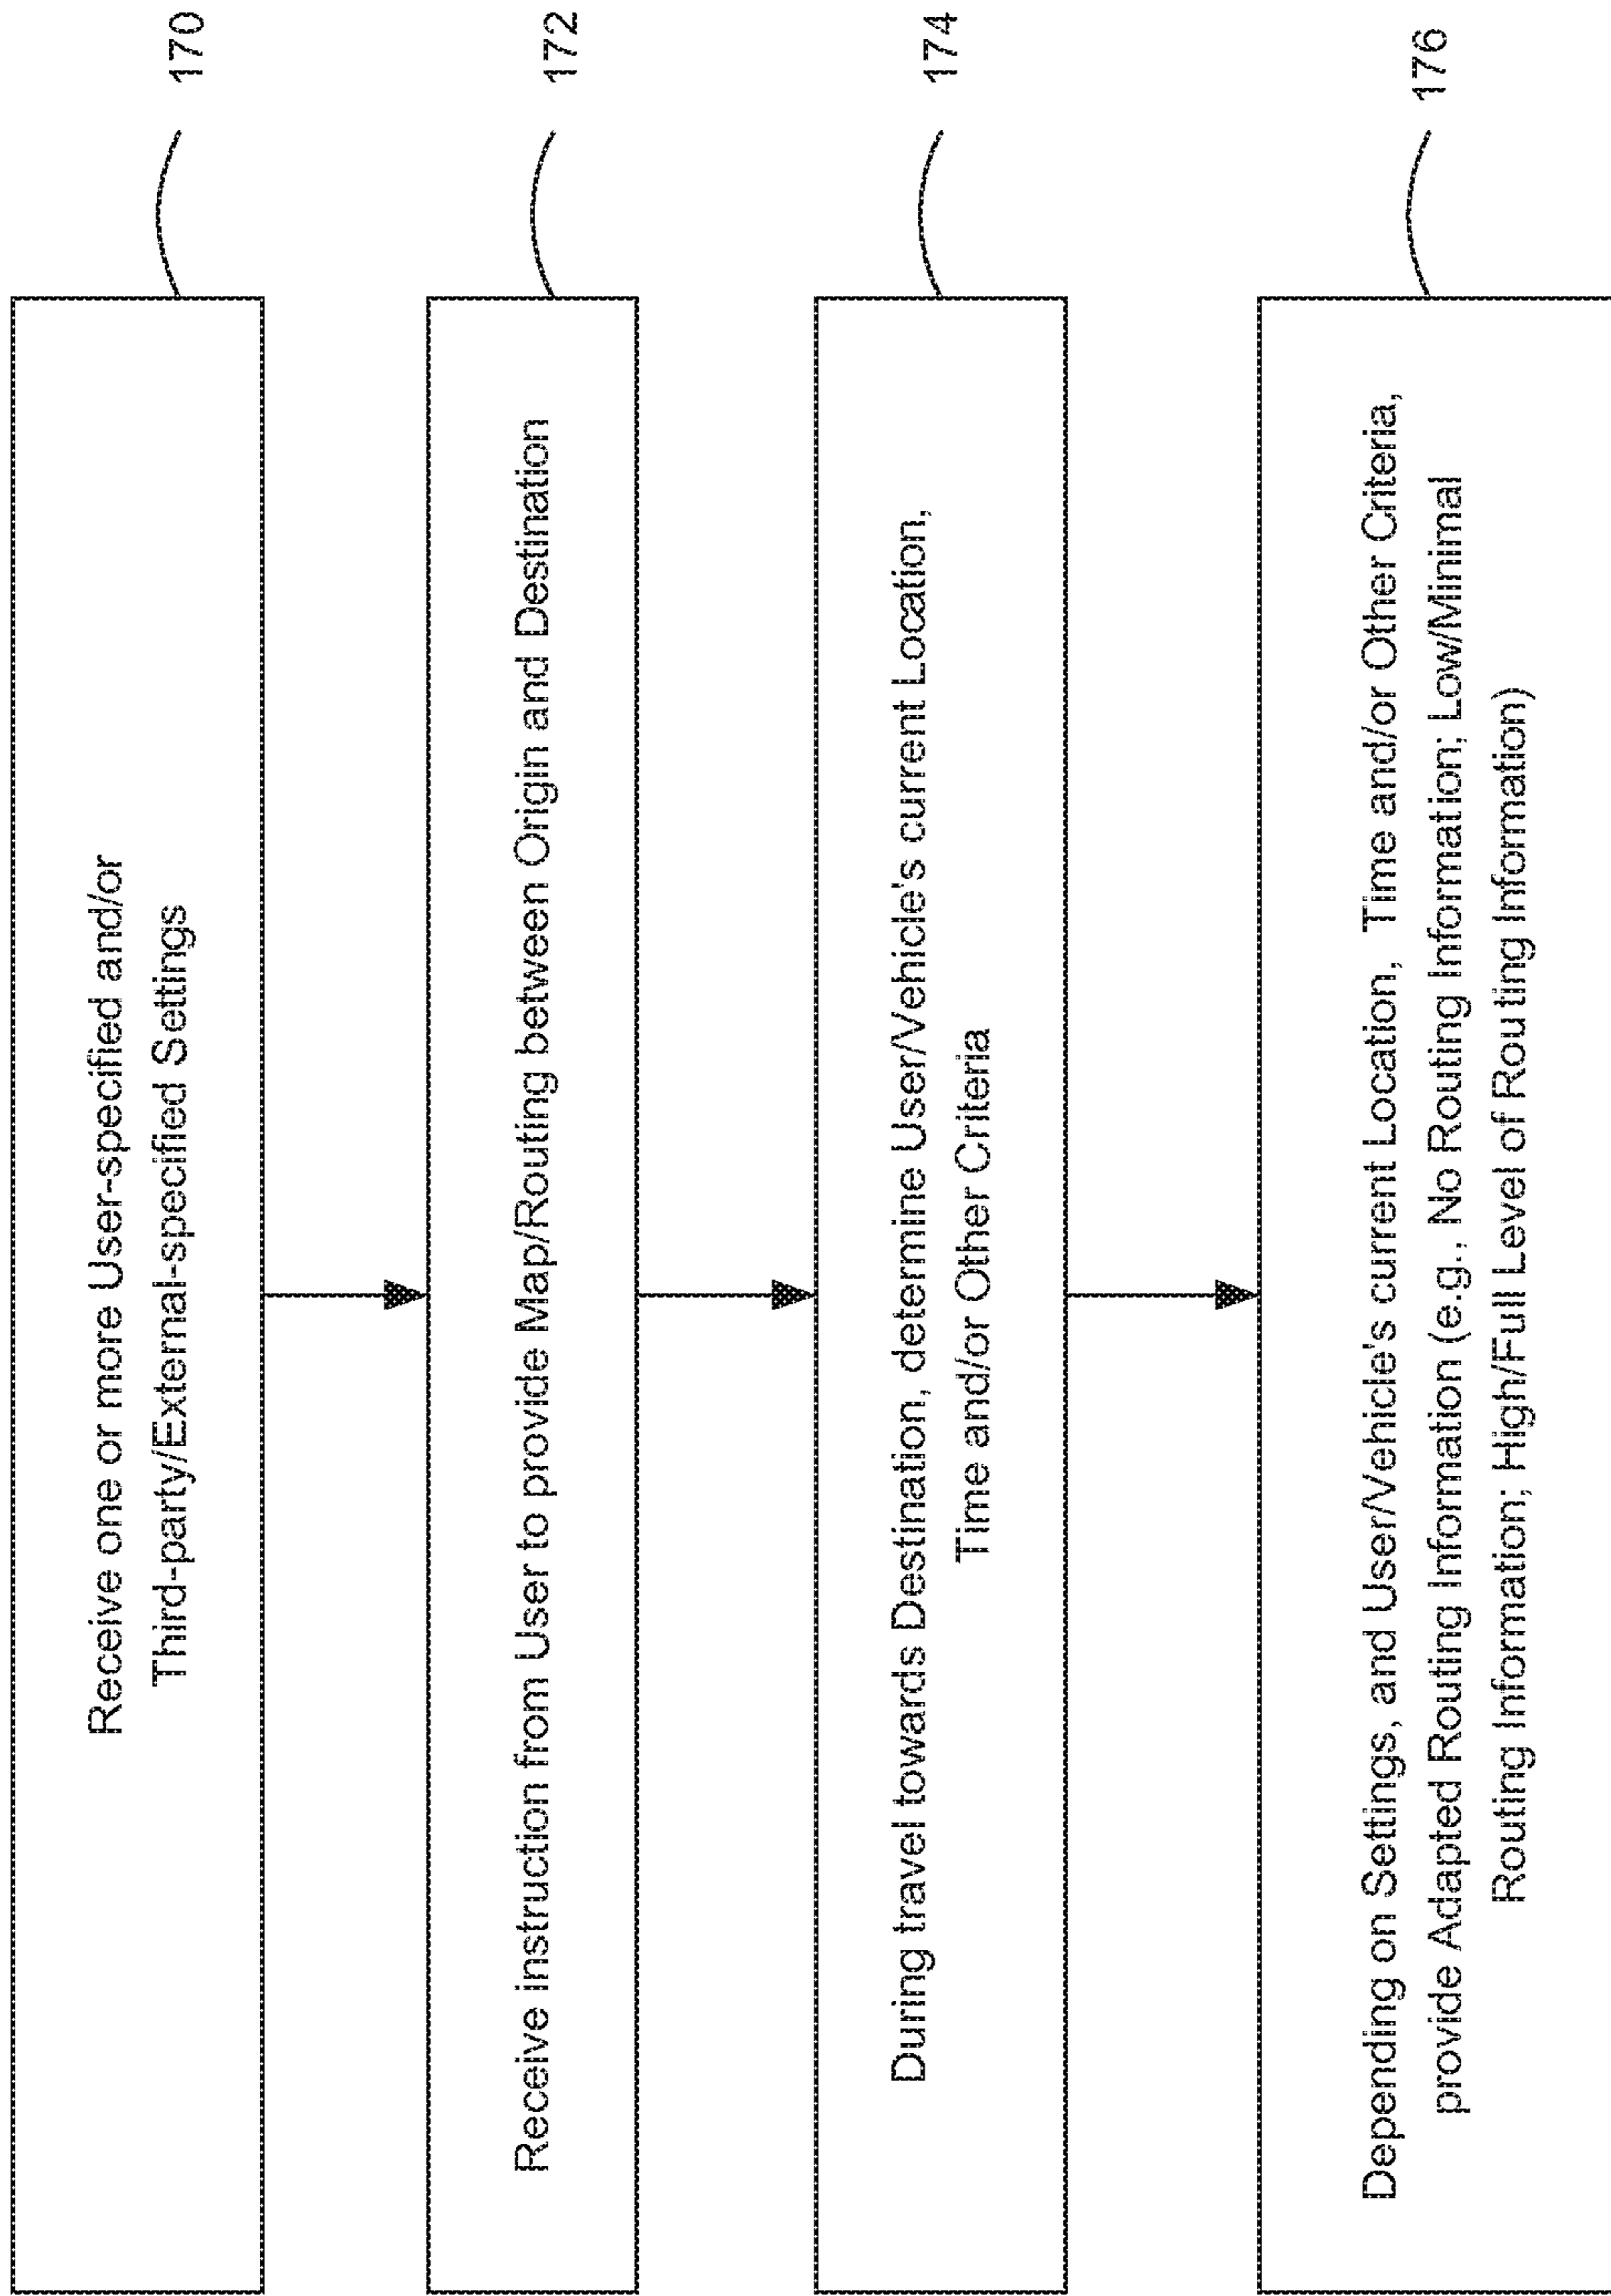 Receive one or more User-specified and/or
Third-party/External-specified Settings
170
Receive instruction from User to provide Map/Routing between Origin and Destination
172
During travel towards Destination, determine User/Vehicle's current Location,
Time and/or Other Criteria
174
Depending on Settings, and User/Vehicle's current Location, Time and/or Other Criteria,
provide Adapted Routing Information (e.g., No Routing Information; Low/Minimal
Routing Information; High/Full Level of Routing Information)
176